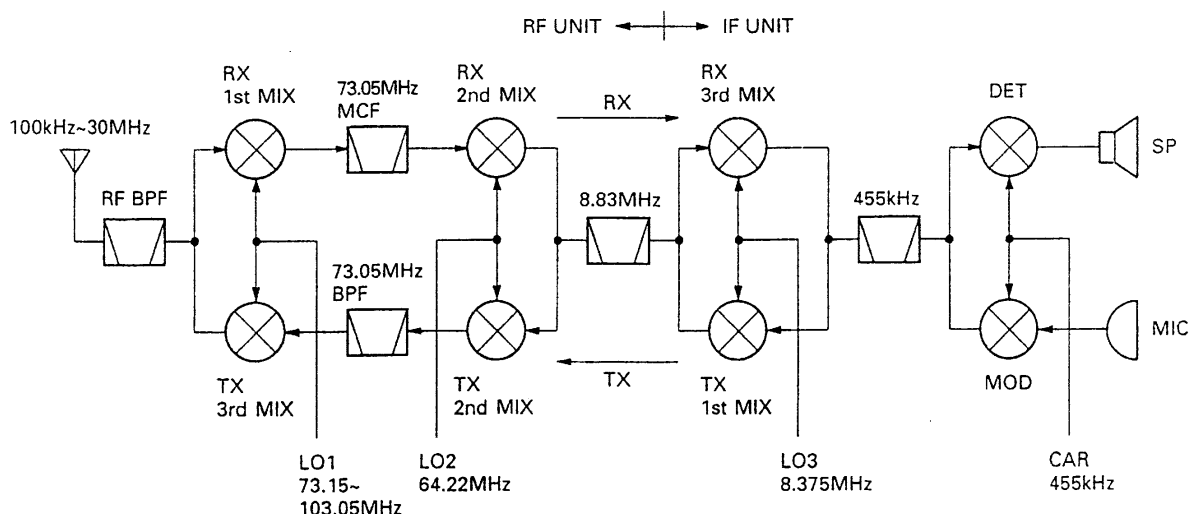 RF UNIT
IF UNIT
RX
1st MIX
73.05MHz
MCF
RX
2nd MIX
RX
RX
3rd MIX
DET
100kHz~30MHz
SP
RF BPF
8.83MHz
455kHz
73.05MHz
BPF
MIC
TX
3rd MIX
TX
2nd MIX
TX
TX
1st MIX
MOD
LO1
73.15~
103.05MHz
LO2
64.22MHz
LO3
8.375MHz
CAR
455kHz